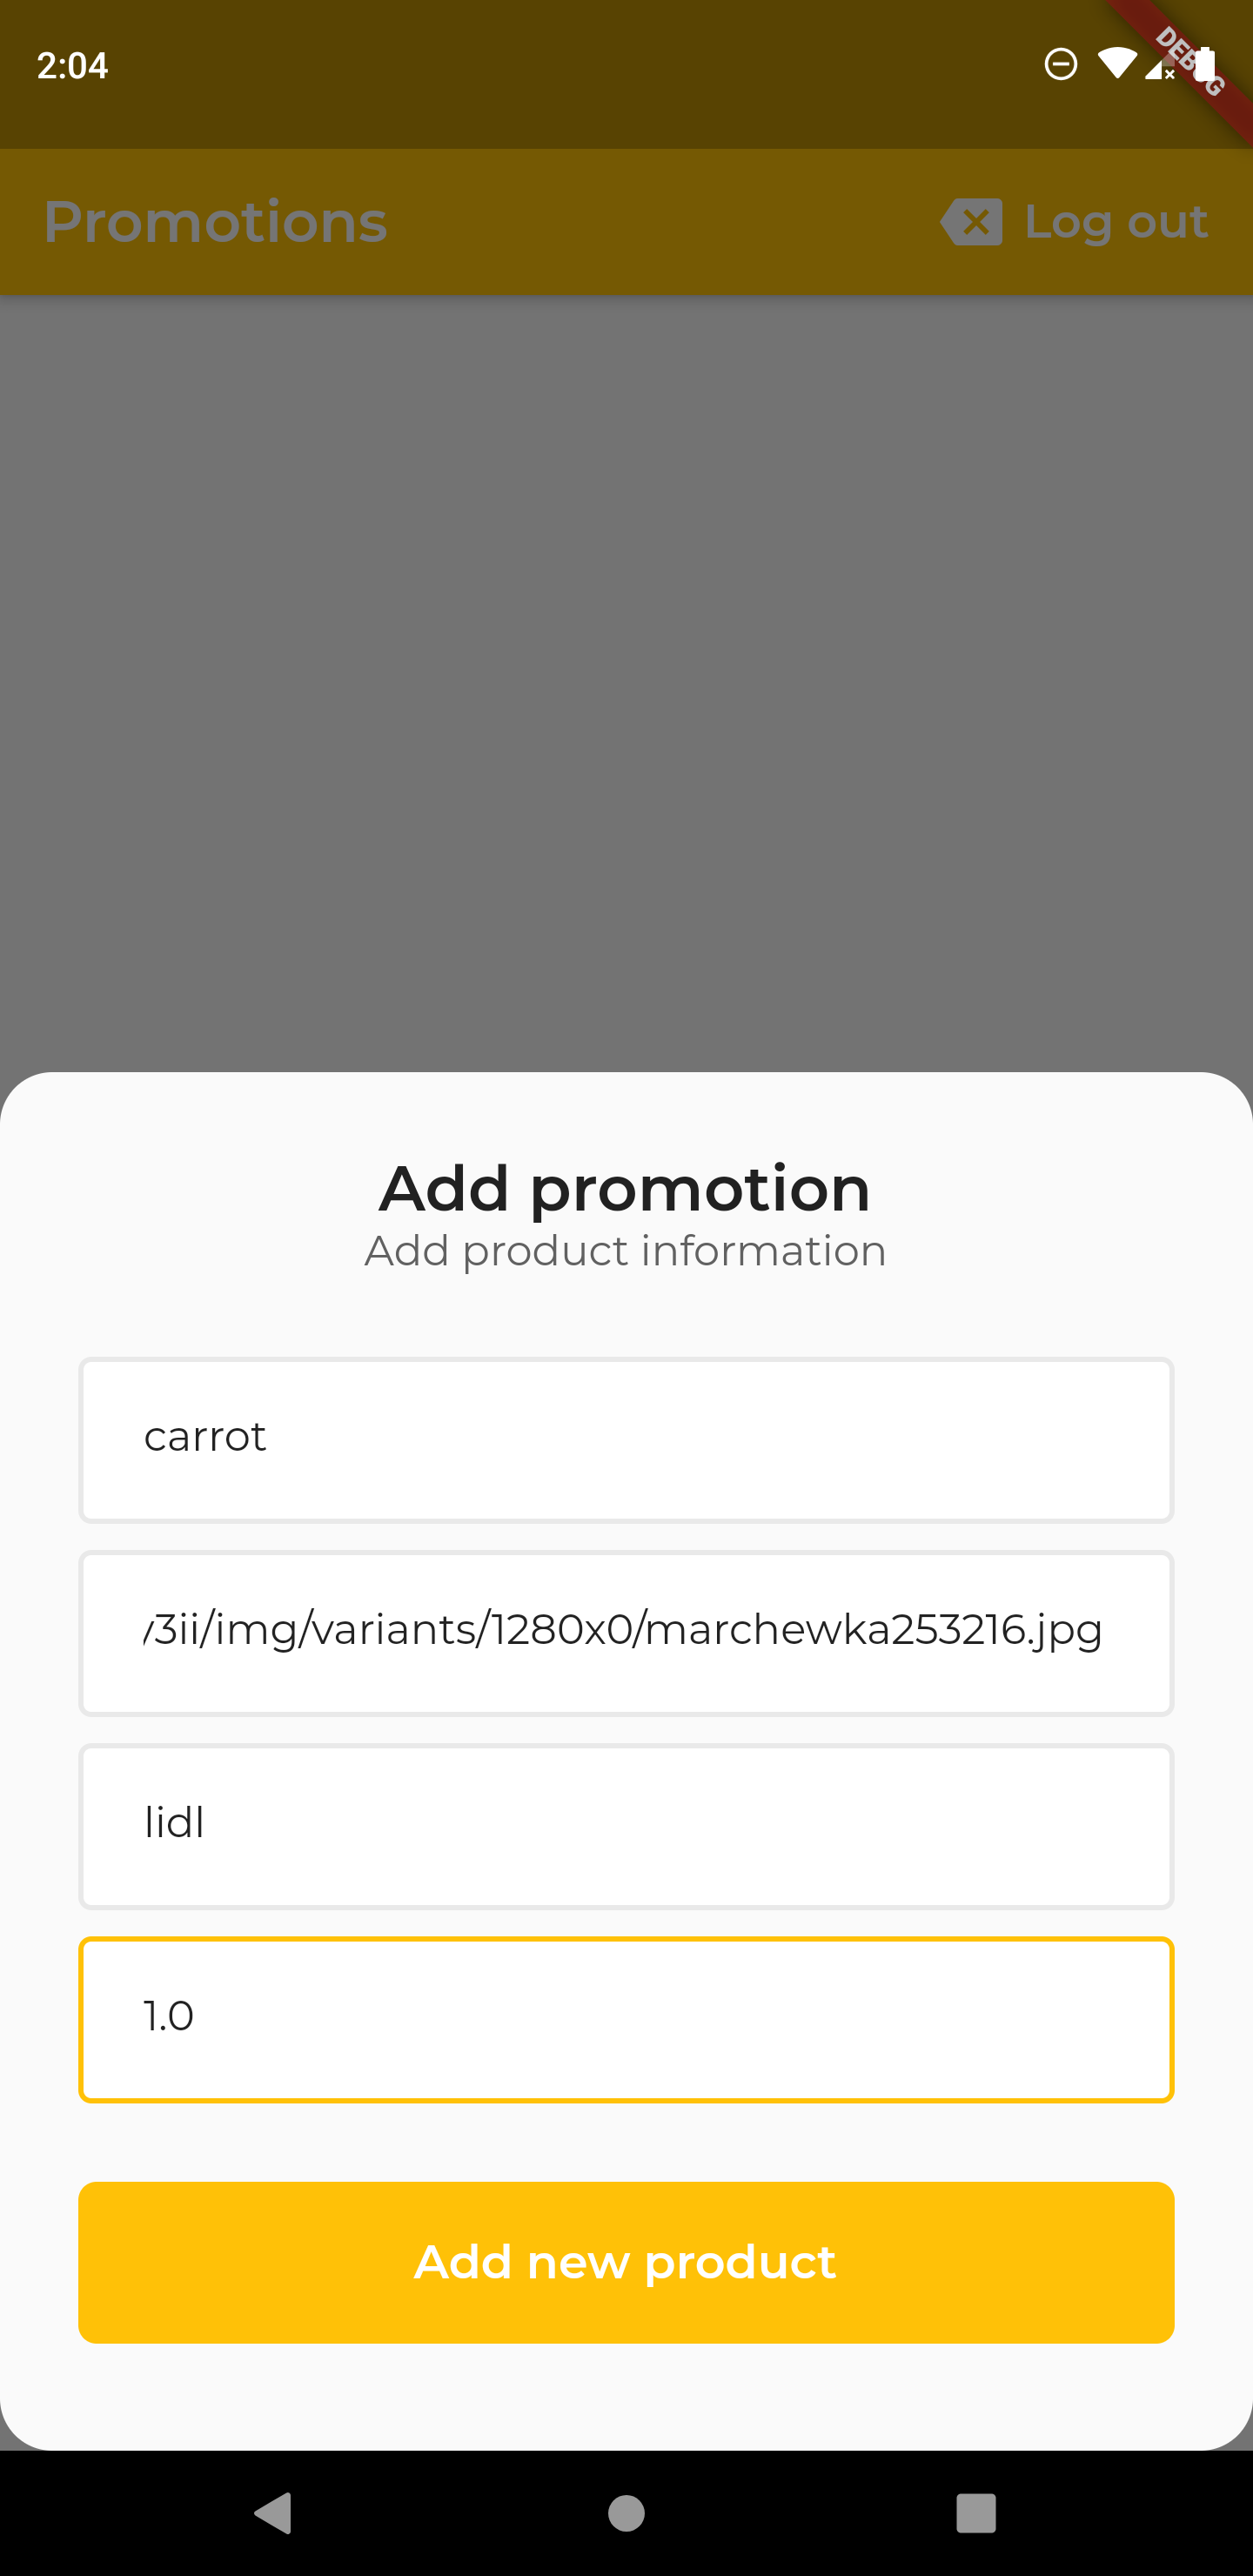 2:04
DEBUG
Promotions
Log out
Add promotion
Add product information
carrot
/3ii/img/variants/1280x0/marchewka253216.jpg
lidl
1.0
Add new product